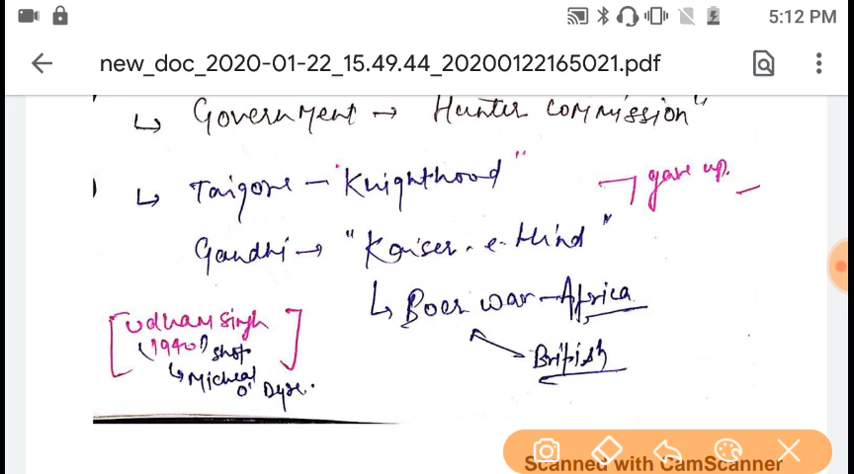 5:12 PM
new_doc_2020-01-22_15.49.44_20200122165021.pdf
↳ Government → Hunter commission"
↳ Taigore - "Knighthood" → gave up.
Gandhi → "Kaiser-e-Hind"
↳ Boer war - Africa
British
[Udham Singh
(1940) shot
↳ Micheal
O' Dyer.]
Scanned with CamScanner